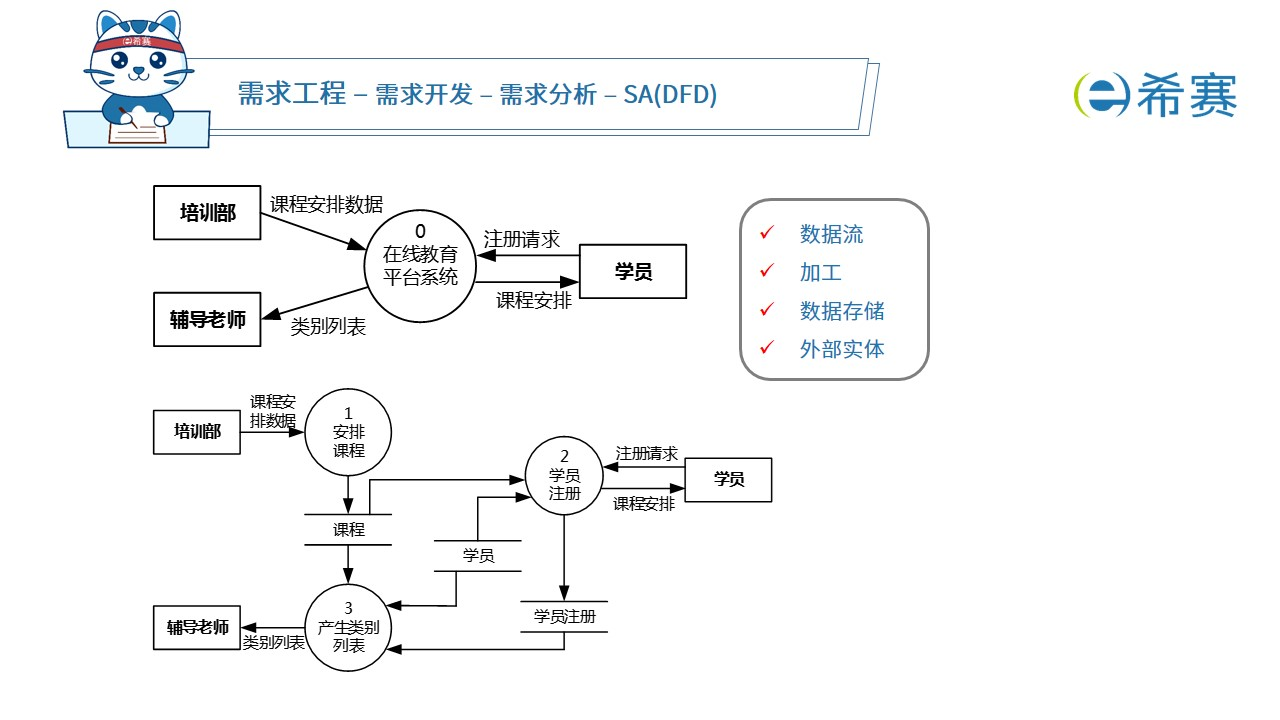 希赛
需求工程 – 需求开发 – 需求分析 – SA(DFD)
希赛
培训部
课程安排数据
0
在线教育
平台系统
注册请求
学员
课程安排
辅导老师
类别列表
数据流
加工
数据存储
外部实体
培训部
课程安
排数据
1
安排
课程
2
学员
注册
注册请求
学员
课程安排
课程
学员
学员注册
辅导老师
类别列表
3
产生类别
列表